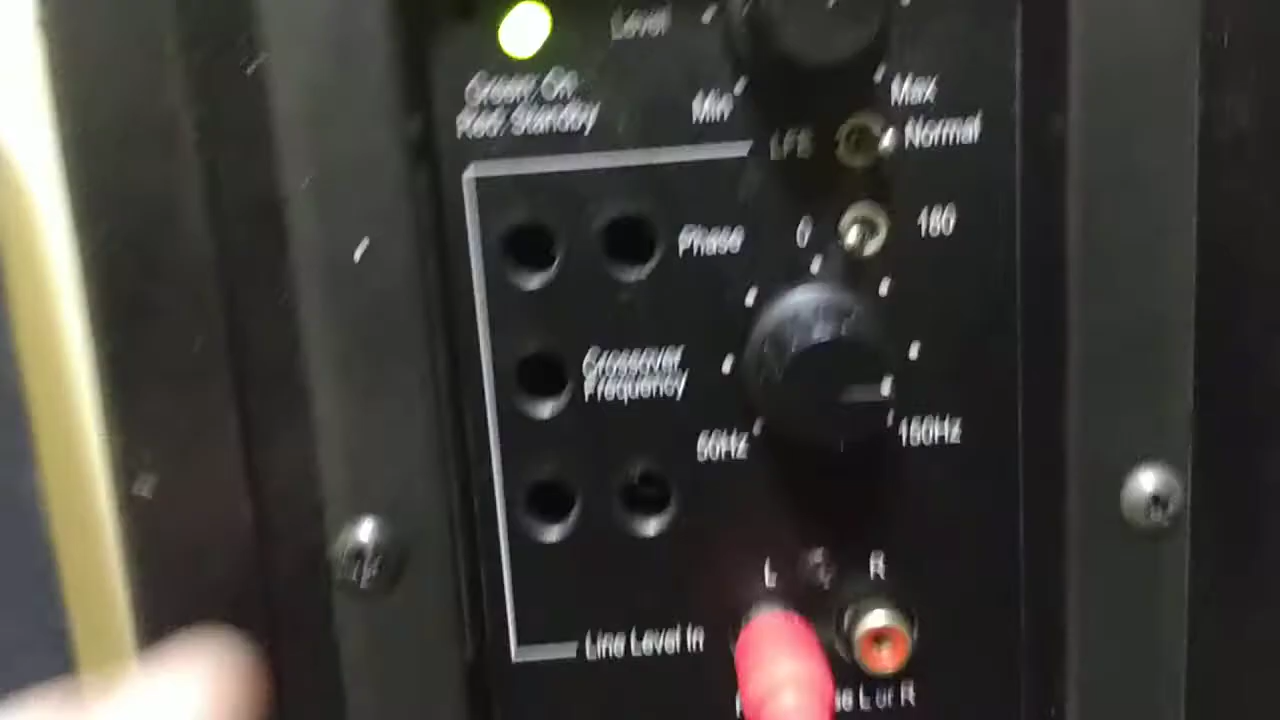 Level
Green: On
Red: Standby
Min
Max
LFE
Normal
Phase
0
180
Crossover
Frequency
50Hz
150Hz
L
R
Line Level In
L or R